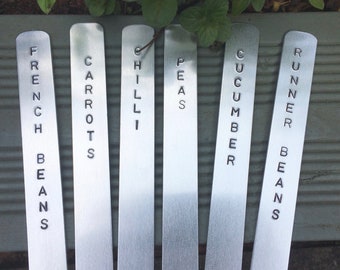 FRENCH BEANS
CARROTS
CHILLI
PEAS
CUCUMBER
RUNNER BEANS